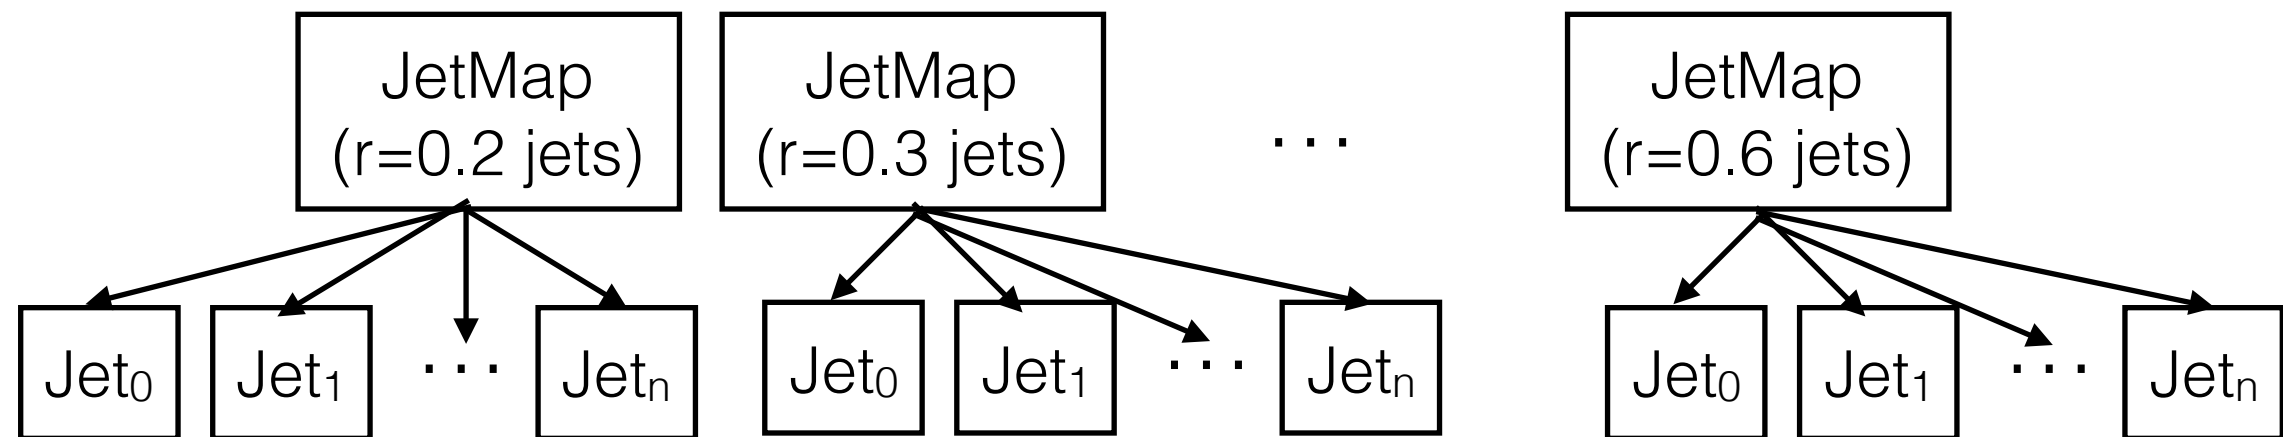 JetMap
(r=0.2 jets)
JetMap
(r=0.3 jets)
...
JetMap
(r=0.6 jets)
Jet₀
Jet₁
...
Jetₙ
Jet₀
Jet₁
...
Jetₙ
Jet₀
Jet₁
...
Jetₙ